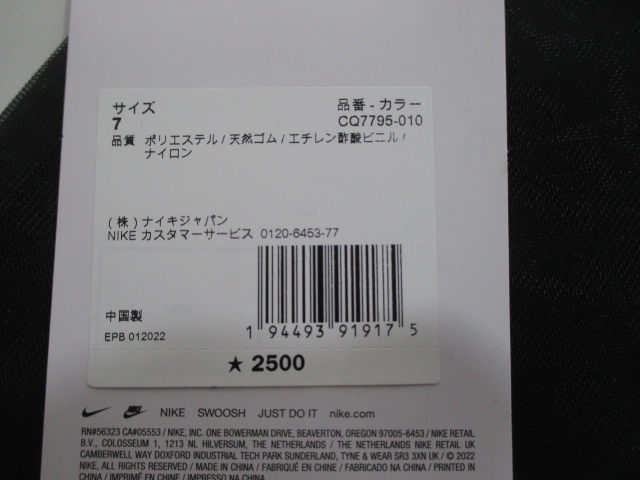 サイズ
7
品番 - カラー
CQ7795-010
品質 ポリエステル / 天然ゴム / エチレン酢酸ビニル /
ナイロン
( 株 ) ナイキジャパン
NIKE カスタマーサービス 0120-6453-77
中国製
EPB 012022
1 94493 91917 5
★ 2500
NIKE SWOOSH JUST DO IT nike.com
RN#56323 CA#05553 / NIKE, INC. ONE BOWERMAN DRIVE, BEAVERTON, OREGON 97005-6453 / NIKE RETAIL
B.V., COLOSSEUM 1, 1213 NL HILVERSUM, THE NETHERLANDS / THE NETHERLANDS NIKE RETAIL UK
CAMBERWELL WAY DOXFORD INDUSTRIAL TECH PARK SUNDERLAND, TYNE & WEAR SR3 3XN UK / © 2022
NIKE, ALL RIGHTS RESERVED / MADE IN CHINA / FABRIQUÉ EN CHINE / FABRICADO NA CHINA / PRINTED IN
CHINA / IMPRIMÉ EN CHINE / IMPRESSO NA CHINA